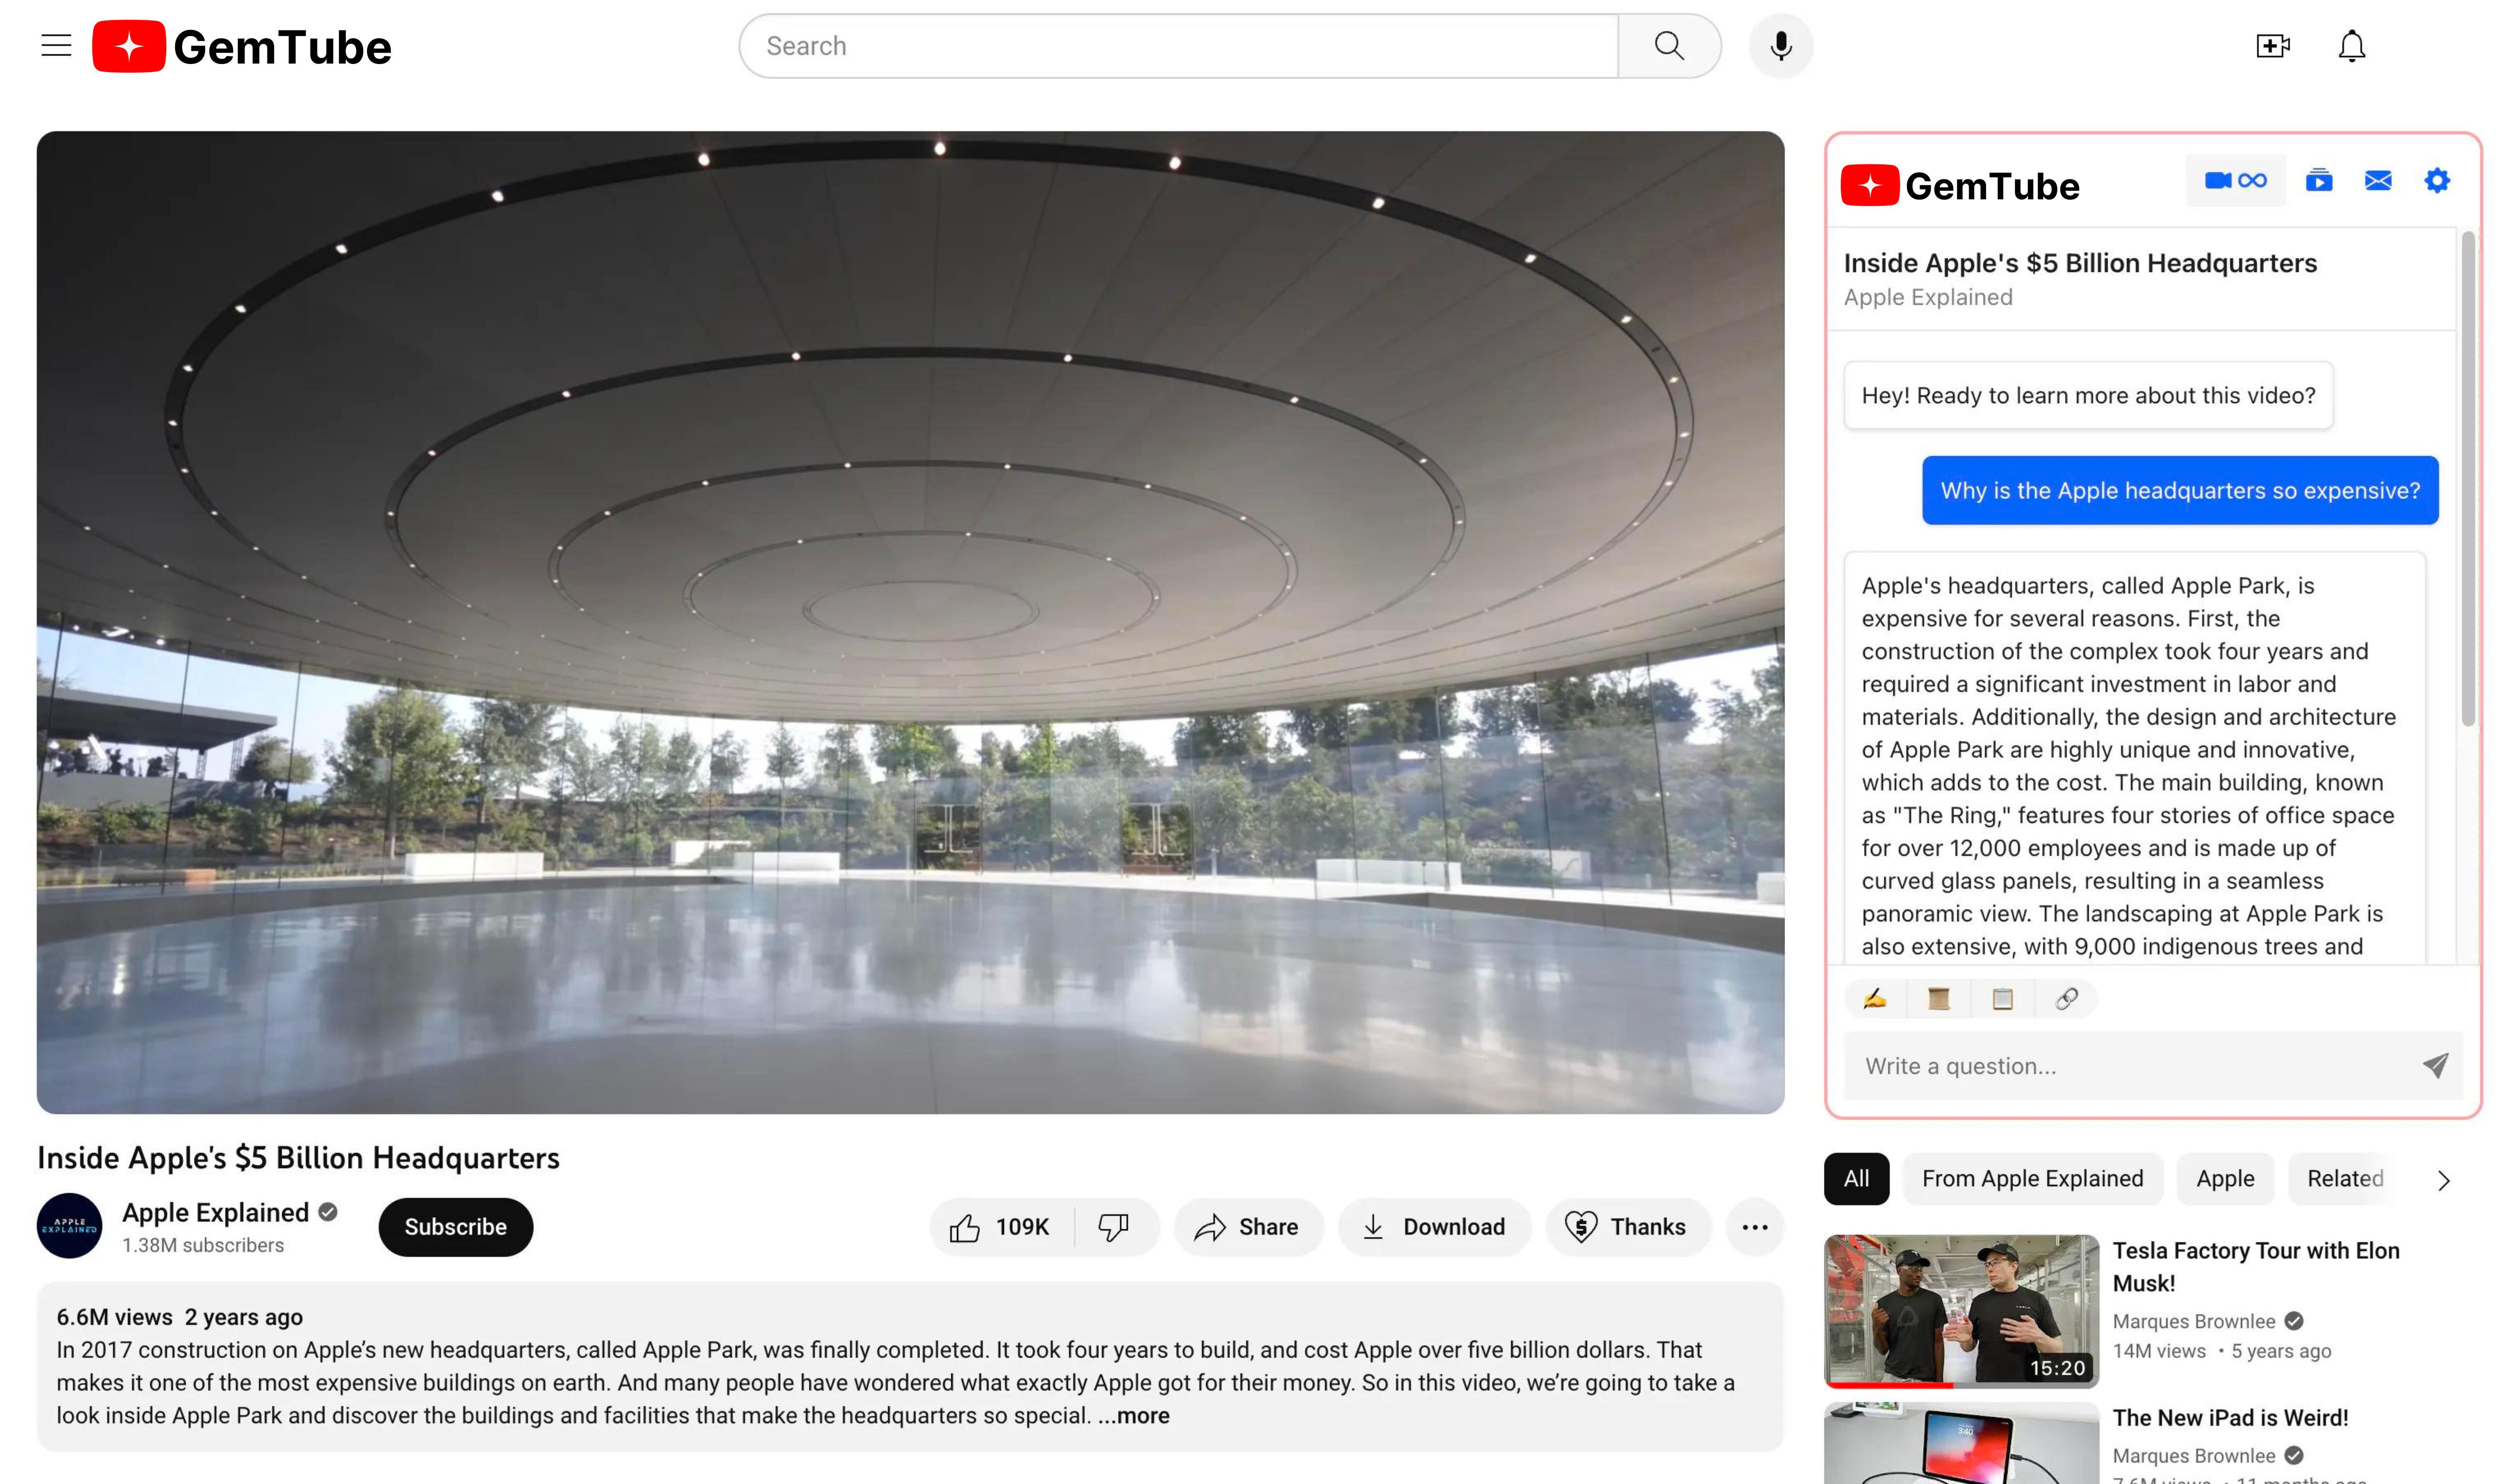 GemTube
Search
GemTube
Inside Apple's $5 Billion Headquarters
Apple Explained
Hey! Ready to learn more about this video?
Why is the Apple headquarters so expensive?
Apple's headquarters, called Apple Park, is
expensive for several reasons. First, the
construction of the complex took four years and
required a significant investment in labor and
materials. Additionally, the design and architecture
of Apple Park are highly unique and innovative,
which adds to the cost. The main building, known
as "The Ring," features four stories of office space
for over 12,000 employees and is made up of
curved glass panels, resulting in a seamless
panoramic view. The landscaping at Apple Park is
also extensive, with 9,000 indigenous trees and
Write a question...
Inside Apple's $5 Billion Headquarters
APPLE
EXPLAINED
Apple Explained
1.38M subscribers
Subscribe
109K
Share
Download
Thanks
6.6M views 2 years ago
In 2017 construction on Apple’s new headquarters, called Apple Park, was finally completed. It took four years to build, and cost Apple over five billion dollars. That
makes it one of the most expensive buildings on earth. And many people have wondered what exactly Apple got for their money. So in this video, we’re going to take a
look inside Apple Park and discover the buildings and facilities that make the headquarters so special. ...more
All
From Apple Explained
Apple
Related
15:20
Tesla Factory Tour with Elon
Musk!
Marques Brownlee
14M views • 5 years ago
3:40
The New iPad is Weird!
Marques Brownlee
7.6M views • 11 months ago